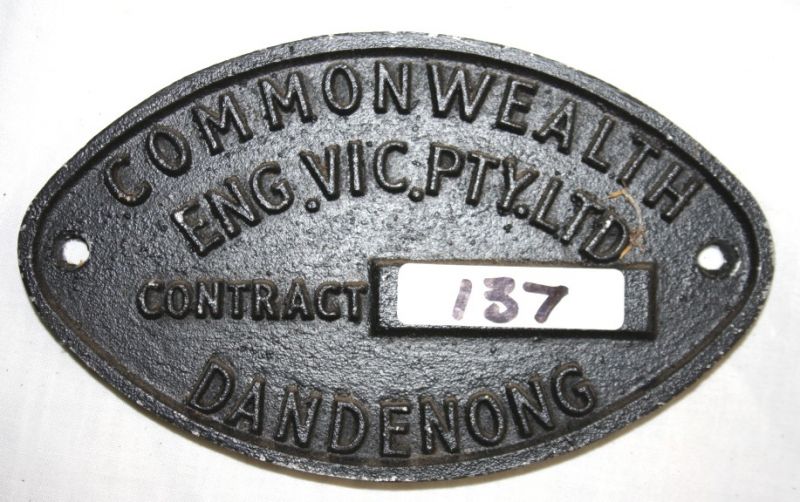 COMMONWEALTH
ENG.VIC.PTY.LTD
CONTRACT 137
DANDENONG